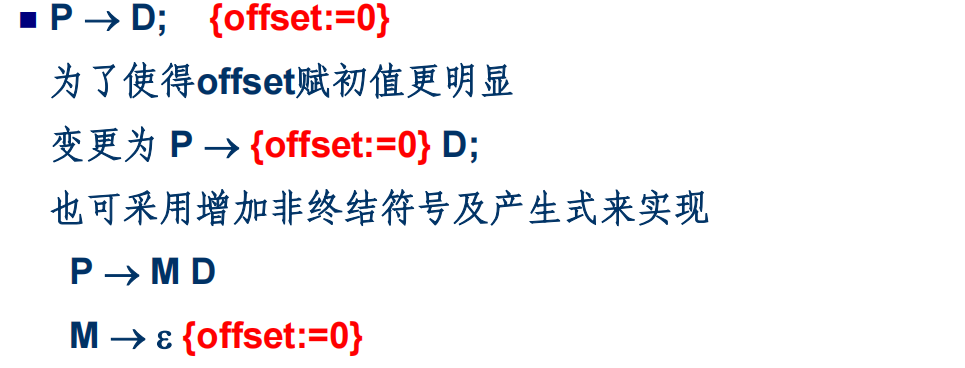 ■ P → D; {offset:=0}
为了使得offset赋初值更明显
变更为 P → {offset:=0} D;
也可采用增加非终结符号及产生式来实现
P → M D
M → ε {offset:=0}